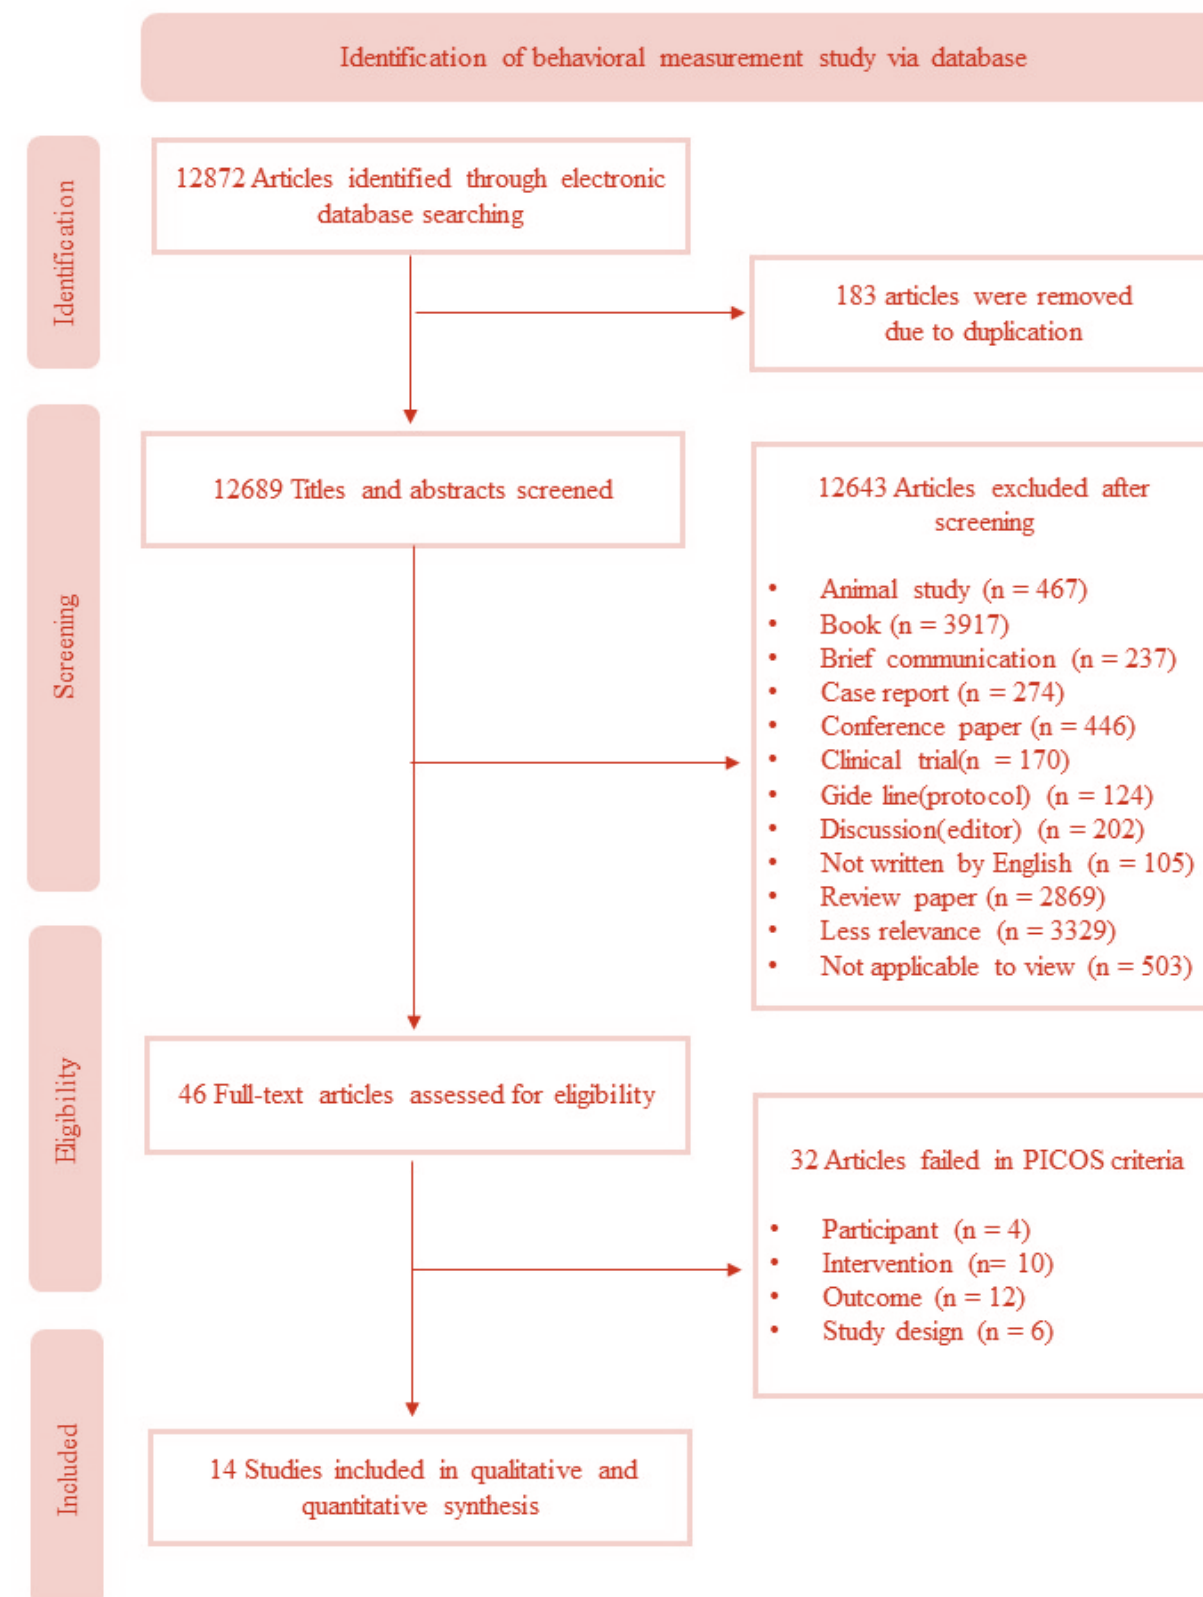 Identification of behavioral measurement study via database
Identification
12872 Articles identified through electronic
database searching
183 articles were removed
due to duplication
Screening
12689 Titles and abstracts screened
12643 Articles excluded after
screening
• Animal study (n = 467)
• Book (n = 3917)
• Brief communication (n = 237)
• Case report (n = 274)
• Conference paper (n = 446)
• Clinical trial(n = 170)
• Gide line(protocol) (n = 124)
• Discussion(editor) (n = 202)
• Not written by English (n = 105)
• Review paper (n = 2869)
• Less relevance (n = 3329)
• Not applicable to view (n = 503)
Eligibility
46 Full-text articles assessed for eligibility
32 Articles failed in PICOS criteria
• Participant (n = 4)
• Intervention (n= 10)
• Outcome (n = 12)
• Study design (n = 6)
Included
14 Studies included in qualitative and
quantitative synthesis